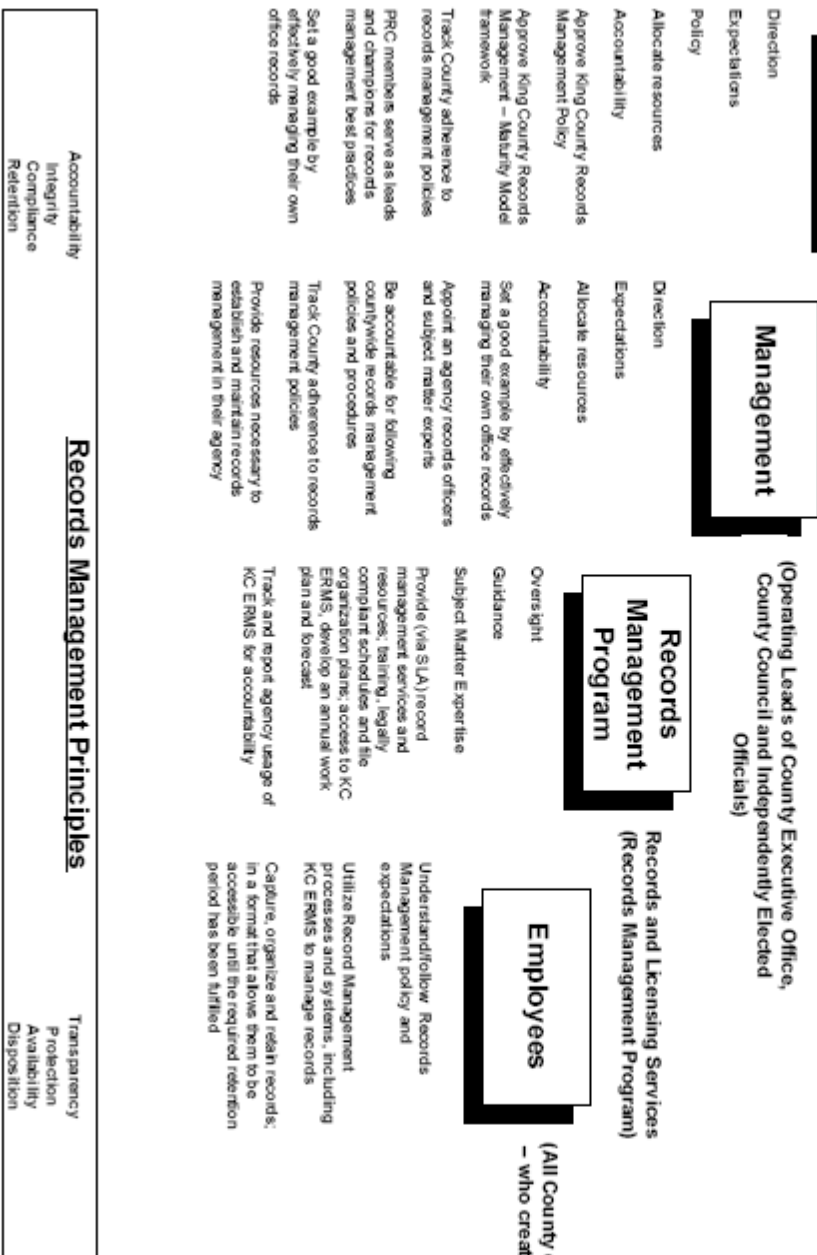 Direction
Expectations
Policy
Allocate resources
Accountability
Approve King County Records
Management Policy
Approve King County Records
Management – Maturity Model
framework
Track County adherence to
records management policies
PRC members serve as leads
and champions for records
management best practices
Set a good example by
effectively managing their own
office records
Management
(Operating Leads of County Executive Office,
County Council and Independently Elected
Officials)
Direction
Expectations
Allocate resources
Accountability
Set a good example by effectively
managing their own office records
Appoint an agency records officers
and subject matter experts
Be accountable for following
countywide records management
policies and procedures
Track County adherence to records
management policies
Provide resources necessary to
establish and maintain records
management in their agency
Records
Management
Program
Records and Licensing Services
(Records Management Program)
Oversight
Guidance
Subject Matter Expertise
Provide (via SLA) record
management services and
resources; training, legally
compliant schedules and file
organization plans; access to KC
ERMS, develop an annual work
plan and forecast
Track and report agency usage of
KC ERMS for accountability
Employees
(All County
– who creat
Understand/follow Records
Management policy and
expectations
Utilize Record Management
processes and systems, including
KC ERMS to manage records
Capture, organize and retain records;
in a format that allows them to be
accessible until the required retention
period has been fulfilled
Records Management Principles
Accountability
Integrity
Compliance
Retention
Transparency
Protection
Availability
Disposition